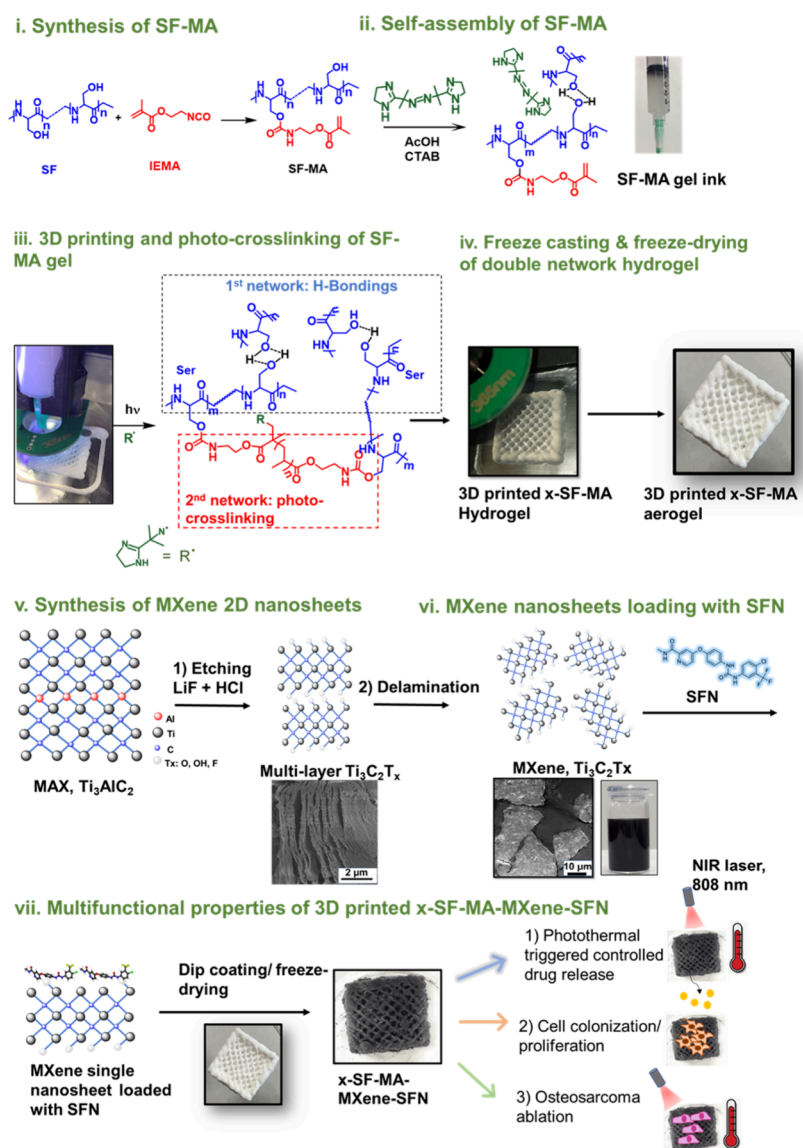 i. Synthesis of SF-MA
ii. Self-assembly of SF-MA
SF
+
IEMA
SF-MA
AcOH
CTAB
SF-MA gel ink
iii. 3D printing and photo-crosslinking of SF-
MA gel
iv. Freeze casting & freeze-drying
of double network hydrogel
1st network: H-Bondings
Ser
Ser
hν
R˙
365nm
2nd network: photo-
crosslinking
= R˙
3D printed x-SF-MA
Hydrogel
3D printed x-SF-MA
aerogel
v. Synthesis of MXene 2D nanosheets
vi. MXene nanosheets loading with SFN
1) Etching
LiF + HCl
2) Delamination
SFN
Al
Ti
C
Tx: O, OH, F
MAX, Ti₃AlC₂
Multi-layer Ti₃C₂Tₓ
MXene, Ti₃C₂Tx
2 µm
10 µm
NIR laser,
808 nm
vii. Multifunctional properties of 3D printed x-SF-MA-MXene-SFN
Dip coating/ freeze-
drying
1) Photothermal
triggered controlled
drug release
2) Cell colonization/
proliferation
3) Osteosarcoma
ablation
MXene single
nanosheet loaded
with SFN
x-SF-MA-
MXene-SFN